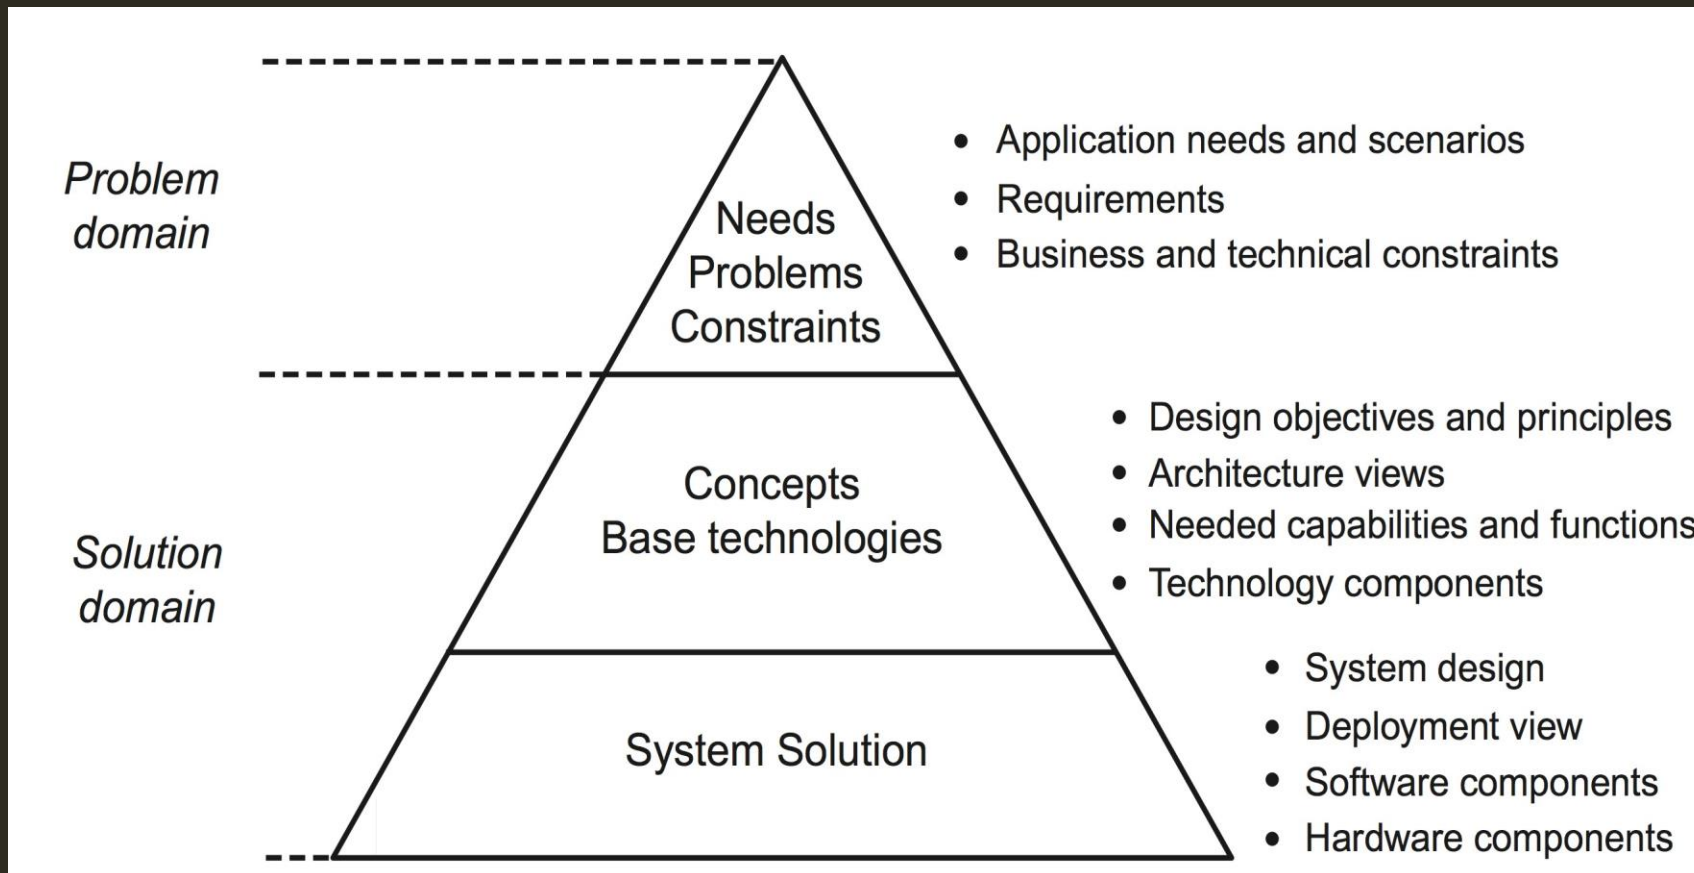 Problem
domain
Needs
Problems
Constraints
• Application needs and scenarios
• Requirements
• Business and technical constraints
Solution
domain
Concepts
Base technologies
• Design objectives and principles
• Architecture views
• Needed capabilities and functions
• Technology components
System Solution
• System design
• Deployment view
• Software components
• Hardware components